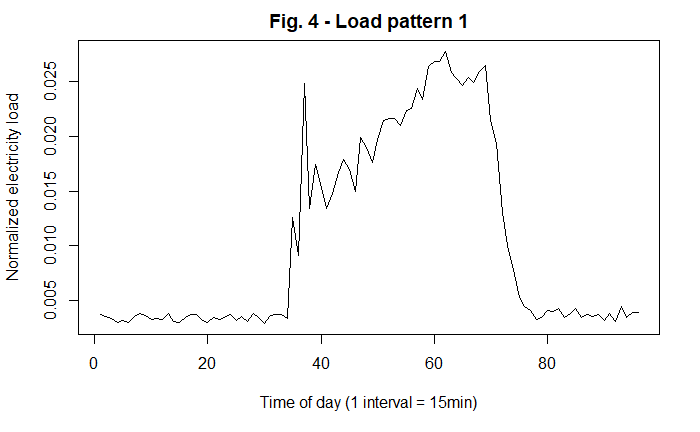 Fig. 4 - Load pattern 1
Normalized electricity load
0.025
0.020
0.015
0.010
0.005
0 20 40 60 80
Time of day (1 interval = 15min)